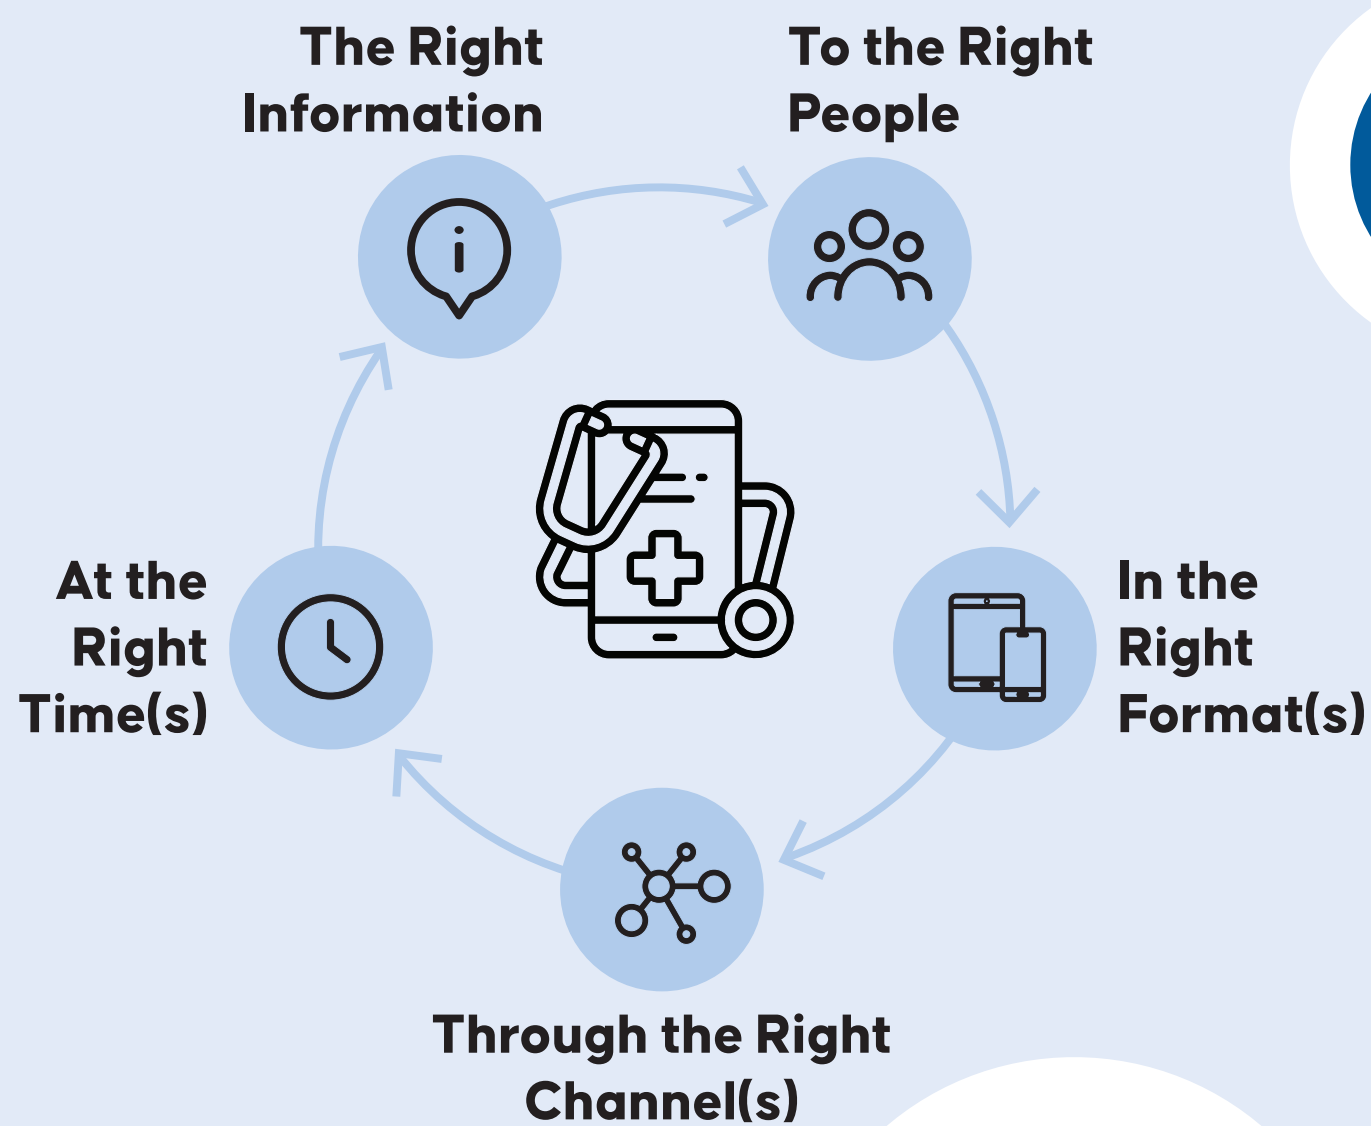 The Right
Information
To the Right
People
In the
Right
Format(s)
Through the Right
Channel(s)
At the
Right
Time(s)
i